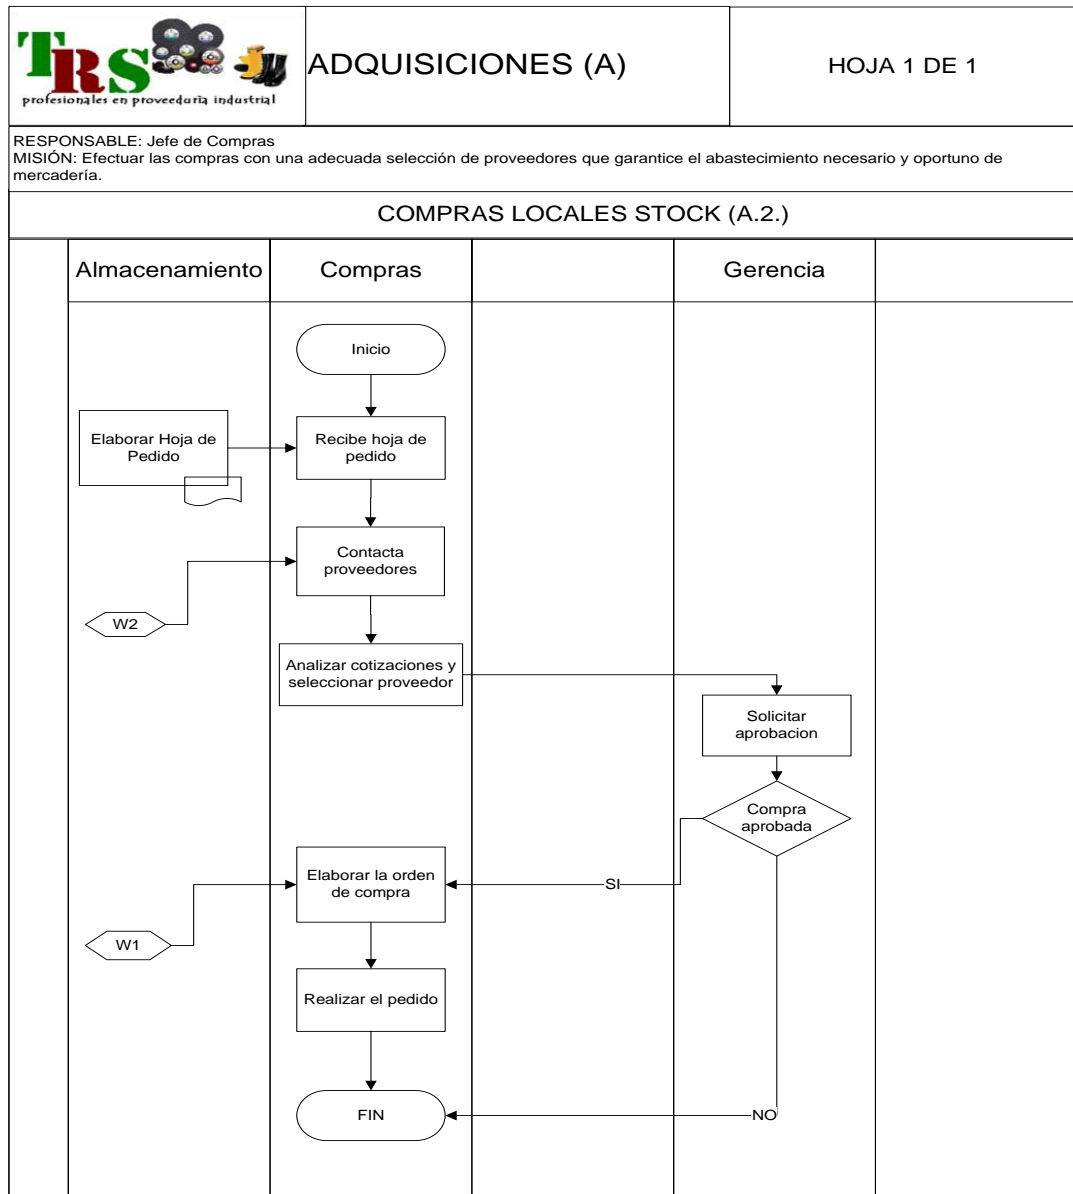 TRS
profesionales en proveeduría industrial
ADQUISICIONES (A)
HOJA 1 DE 1
RESPONSABLE: Jefe de Compras
MISIÓN: Efectuar las compras con una adecuada selección de proveedores que garantice el abastecimiento necesario y oportuno de
mercadería.
COMPRAS LOCALES STOCK (A.2.)
Almacenamiento
Compras
Gerencia
Inicio
Elaborar Hoja de
Pedido
Recibe hoja de
pedido
Contacta
proveedores
W2
Analizar cotizaciones y
seleccionar proveedor
Solicitar
aprobacion
Compra
aprobada
Elaborar la orden
de compra
SI
W1
Realizar el pedido
FIN
NO